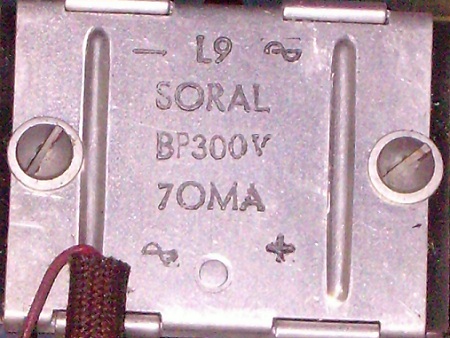 — L9 ~
SORAL
BP300V
70MA
~ +